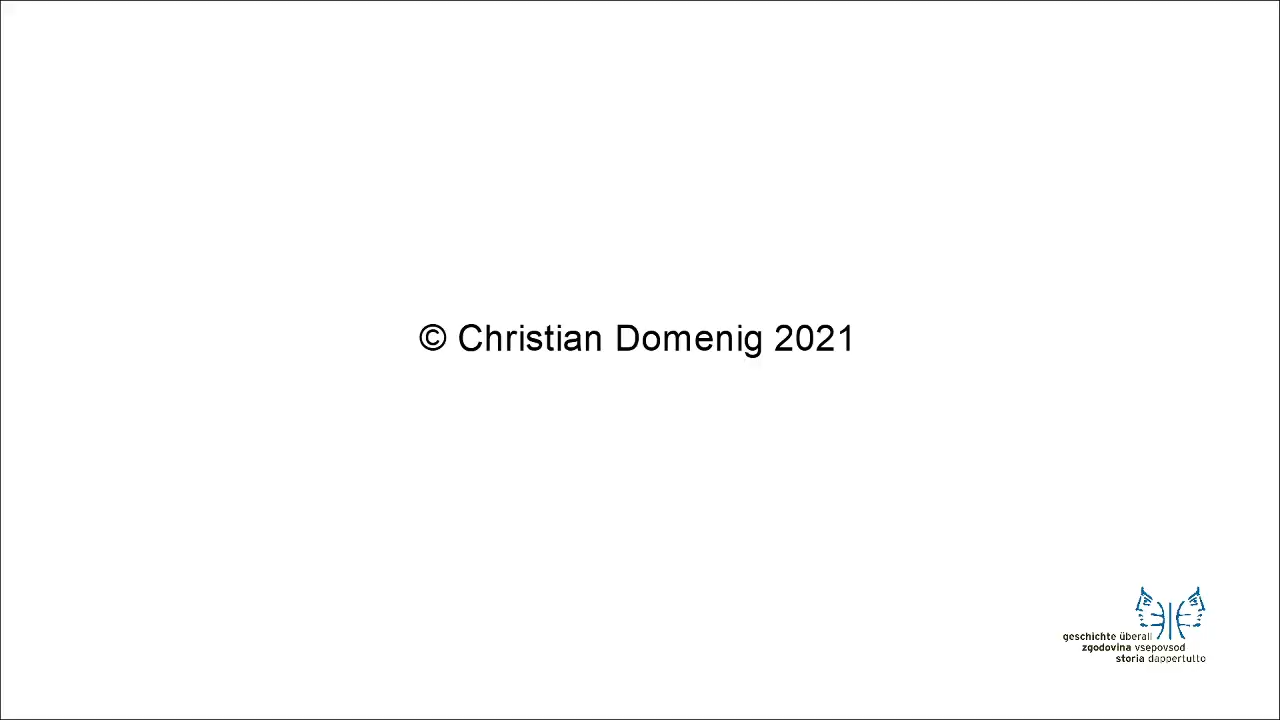 © Christian Domenig 2021
geschichte überall
zgodovina vsepovsod
storia dappertutto